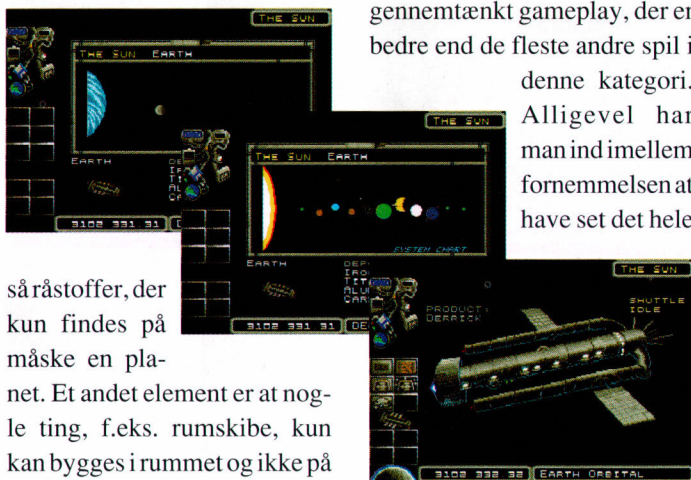 THE SUN
THE SUN EARTH
EARTH
3102 331 31
gennemtænkt gameplay, der er
bedre end de fleste andre spil i
denne kategori.
Alligevel har
man ind imellem
fornemmelsen at
have set det hele
THE SUN
THE SUN EARTH
SYSTEM CHART
EARTH
3102 331 31
THE SUN
SHUTTLE
IDLE
PRODUCT:
DERRICK
3102 332 32 EARTH ORBITAL
så råstoffer, der
kun findes på
måske en pla-
net. Et andet element er at nog-
le ting, f.eks. rumskibe, kun
kan bygges i rummet og ikke på